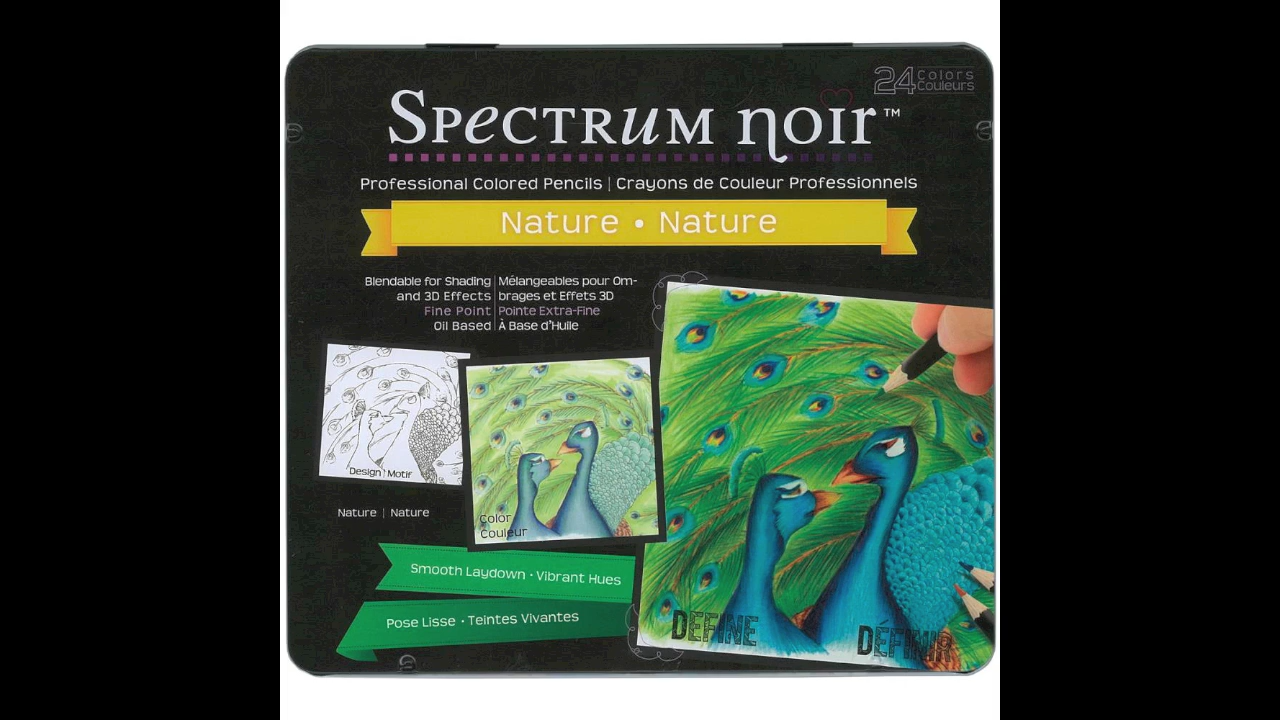 24 Colors
Couleurs
Spectrum noir™
Professional Colored Pencils | Crayons de Couleur Professionnels
Nature • Nature
Blendable for Shading
and 3D Effects
Fine Point
Oil Based
Mélangeables pour Om-
brages et Effets 3D
Pointe Extra-Fine
À Base d'Huile
Design | Motif
Color
Couleur
Nature | Nature
Smooth Laydown • Vibrant Hues
Pose Lisse • Teintes Vivantes
DEFINE
DÉFINIR